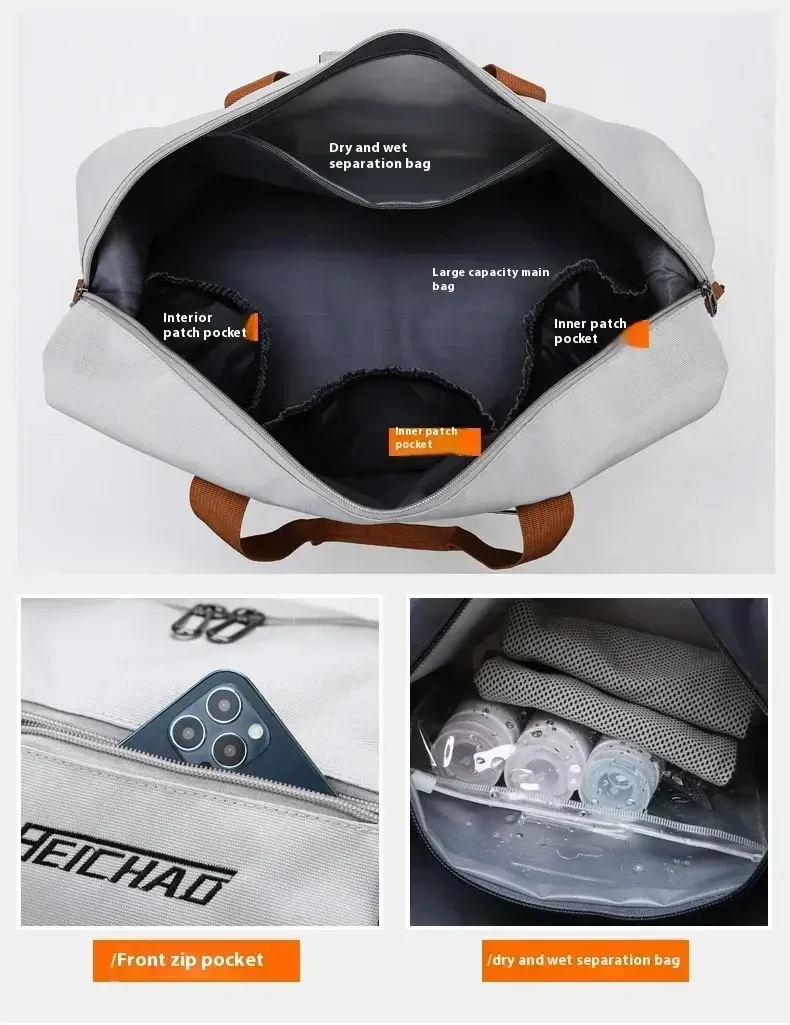 Dry and wet
separation bag
Large capacity main
bag
Interior
patch pocket
Inner patch
pocket
Inner patch
pocket
HEICHAO
/Front zip pocket
/dry and wet separation bag